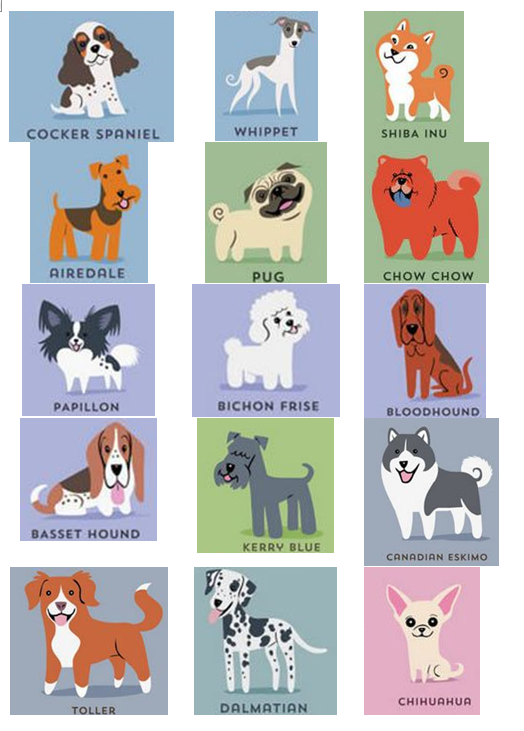 COCKER SPANIEL
WHIPPET
SHIBA INU
AIREDALE
PUG
CHOW CHOW
PAPILLON
BICHON FRISE
BLOODHOUND
BASSET HOUND
KERRY BLUE
CANADIAN ESKIMO
TOLLER
DALMATIAN
CHIHUAHUA